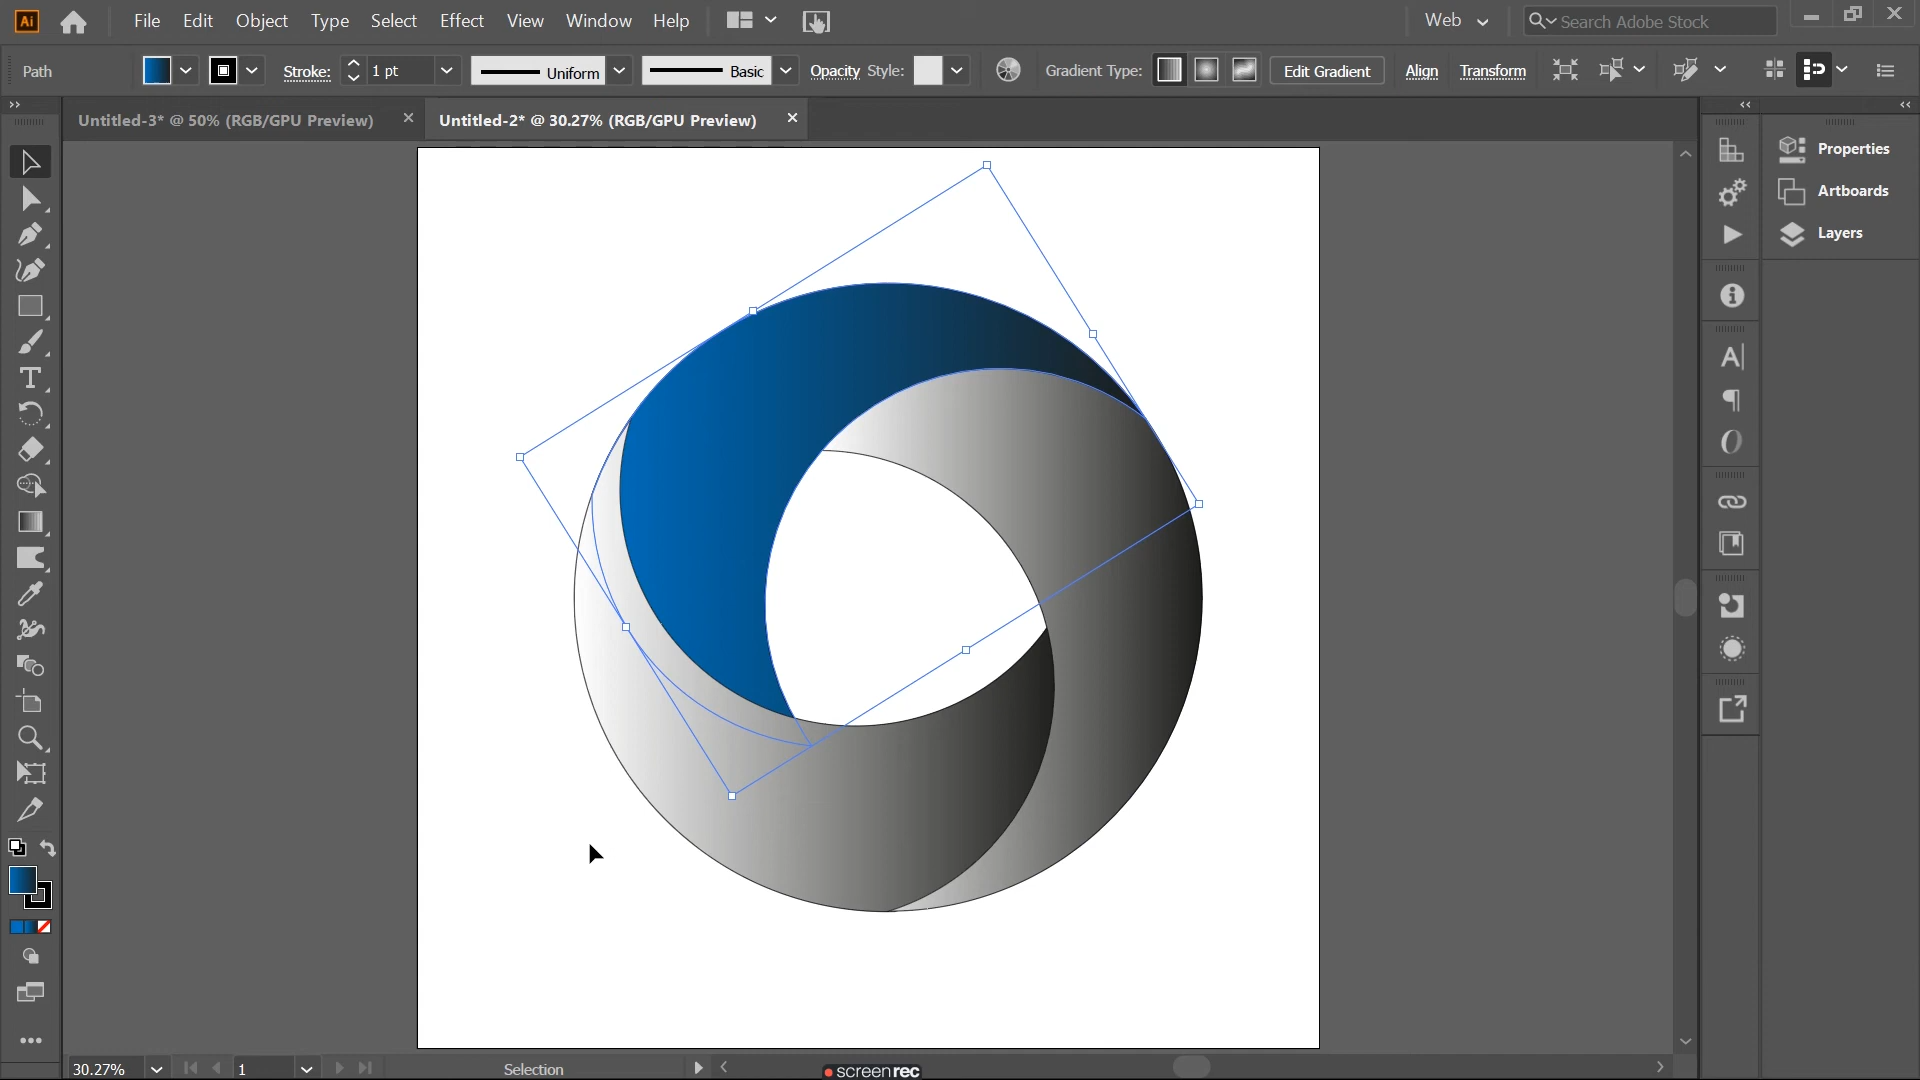 Ai File Edit Object Type Select Effect View Window Help Web Search Adobe Stock
Path Stroke: 1 pt Uniform Basic Opacity Style: Gradient Type: Edit Gradient Align Transform
Untitled-3* @ 50% (RGB/GPU Preview) Untitled-2* @ 30.27% (RGB/GPU Preview)
Properties
Artboards
Layers
30.27% 1 Selection screenrec